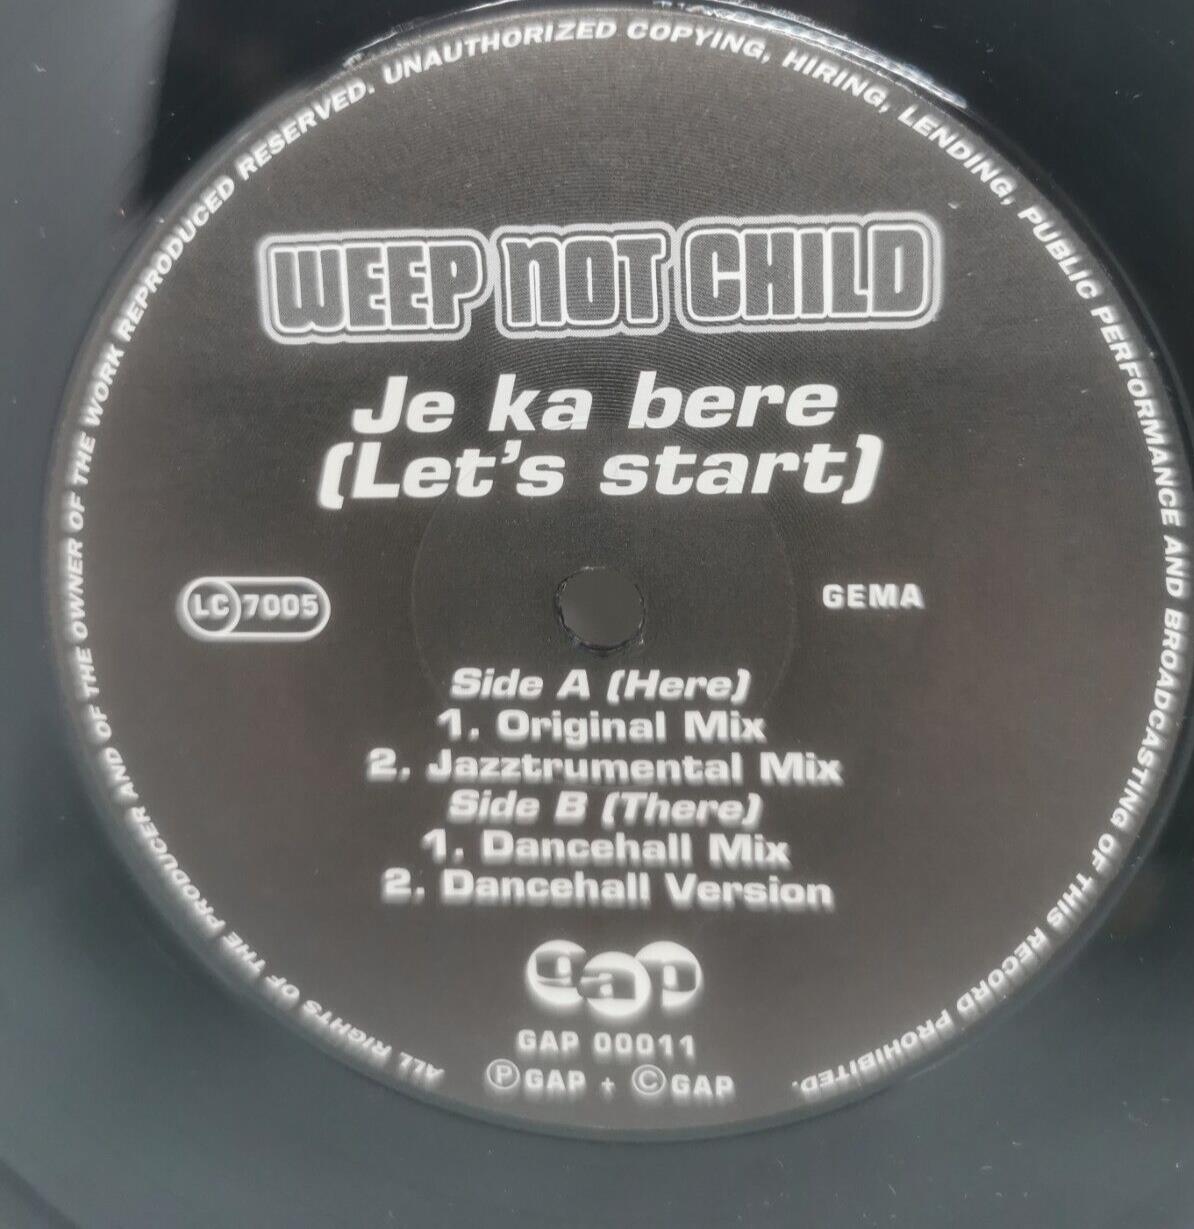 WEEP NOT CHILD
Je ka bere
(Let's start)
LC 7005
GEMA
Side A (Here)
1. Original Mix
2. Jazztrumental Mix
Side B (There)
1. Dancehall Mix
2. Dancehall Version
gap
GAP 00011
ⓅGAP + ©GAP
ALL RIGHTS OF THE PRODUCER AND OF THE OWNER OF THE WORK REPRODUCED RESERVED. UNAUTHORIZED COPYING, HIRING, LENDING, PUBLIC PERFORMANCE AND BROADCASTING OF THIS RECORD PROHIBITED.